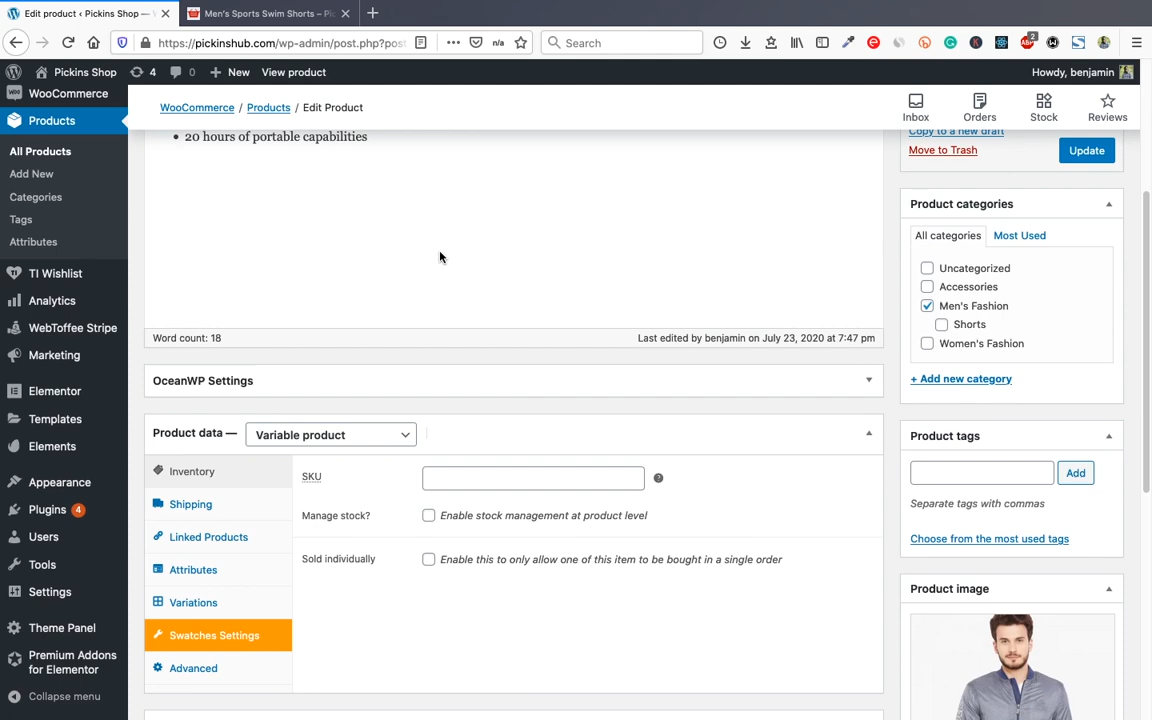 Edit product ‹ Pickins Shop —
Men's Sports Swim Shorts – Pic
https://pickinshub.com/wp-admin/post.php?post
n/a
Search
2
Pickins Shop
4
0
New
View product
Howdy, benjamin
WooCommerce
Products
All Products
Add New
Categories
Tags
Attributes
TI Wishlist
Analytics
WebToffee Stripe
Marketing
Elementor
Templates
Elements
Appearance
Plugins 4
Users
Tools
Settings
Theme Panel
Premium Addons
for Elementor
Collapse menu
WooCommerce / Products / Edit Product
Inbox
Orders
Stock
Reviews
• 20 hours of portable capabilities
Word count: 18
Last edited by benjamin on July 23, 2020 at 7:47 pm
OceanWP Settings
Product data —
Variable product
Inventory
Shipping
Linked Products
Attributes
Variations
Swatches Settings
Advanced
SKU
Manage stock?
Enable stock management at product level
Sold individually
Enable this to only allow one of this item to be bought in a single order
Copy to a new draft
Move to Trash
Update
Product categories
All categories
Most Used
Uncategorized
Accessories
Men's Fashion
Shorts
Women's Fashion
+ Add new category
Product tags
Add
Separate tags with commas
Choose from the most used tags
Product image